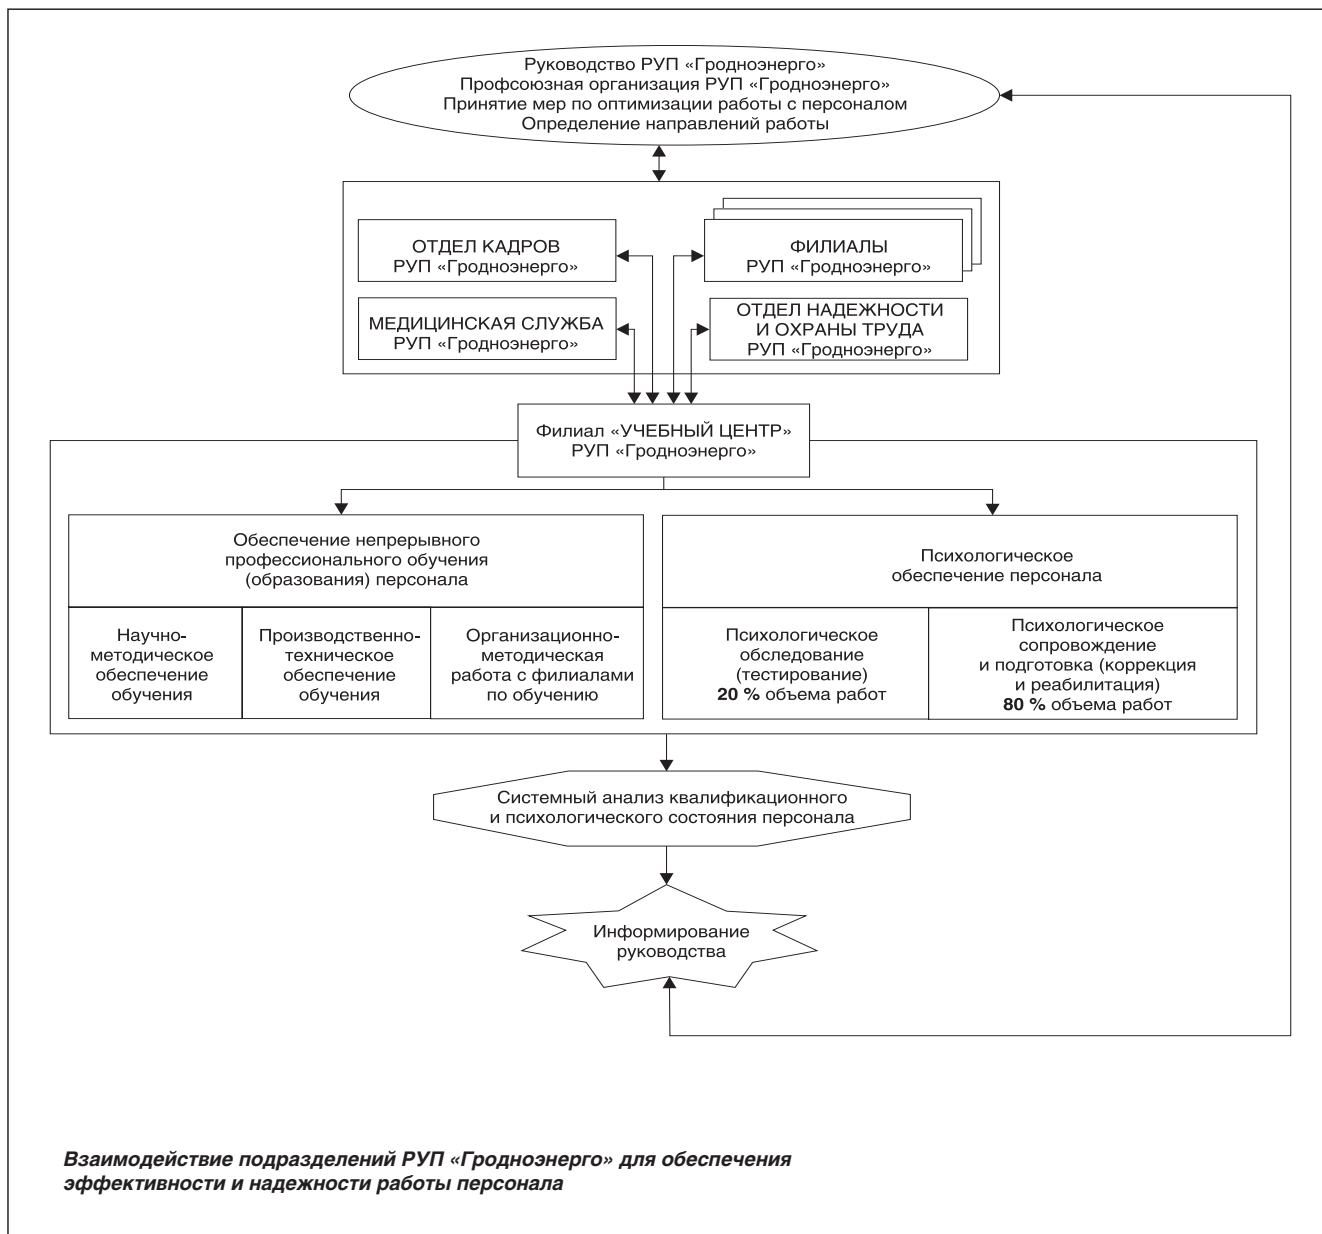 Руководство РУП «Гродноэнерго»
Профсоюзная организация РУП «Гродноэнерго»
Принятие мер по оптимизации работы с персоналом
Определение направлений работы
ОТДЕЛ КАДРОВ
РУП «Гродноэнерго»
ФИЛИАЛЫ
РУП «Гродноэнерго»
МЕДИЦИНСКАЯ СЛУЖБА
РУП «Гродноэнерго»
ОТДЕЛ НАДЕЖНОСТИ
И ОХРАНЫ ТРУДА
РУП «Гродноэнерго»
Филиал «УЧЕБНЫЙ ЦЕНТР»
РУП «Гродноэнерго»
Обеспечение непрерывного
профессионального обучения
(образования) персонала
Психологическое
обеспечение персонала
Научно-
методическое
обеспечение
обучения
Производственно-
техническое
обеспечение
обучения
Организационно-
методическая
работа с филиалами
по обучению
Психологическое
обследование
(тестирование)
20 % объема работ
Психологическое
сопровождение
и подготовка (коррекция
и реабилитация)
80 % объема работ
Системный анализ квалификационного
и психологического состояния персонала
Информирование
руководства
Взаимодействие подразделений РУП «Гродноэнерго» для обеспечения
эффективности и надежности работы персонала